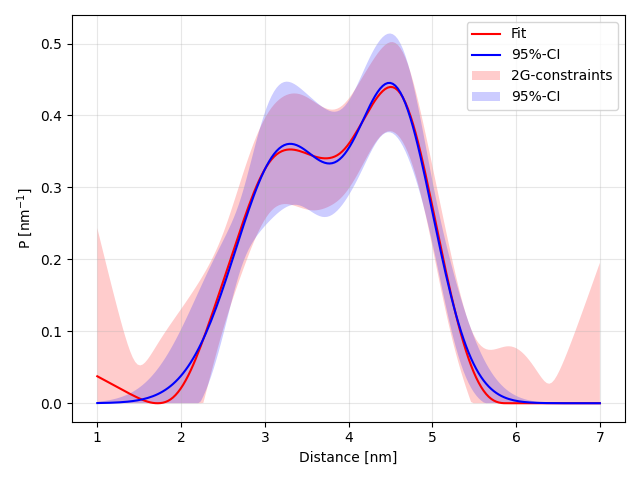 Fit
95%-CI
2G-constraints
95%-CI
P [nm⁻¹]
0.5
0.4
0.3
0.2
0.1
0.0
1 2 3 4 5 6 7
Distance [nm]